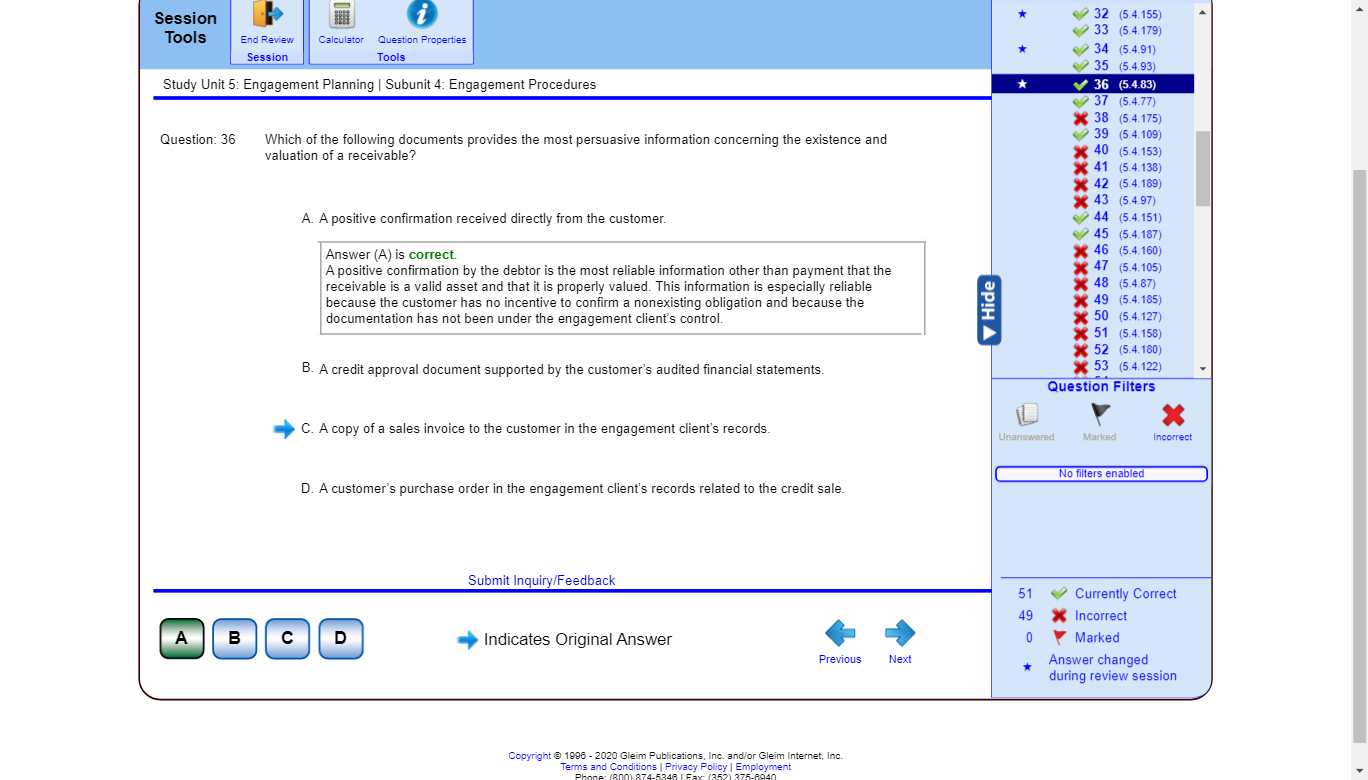 Session
Tools
End Review
Session
Calculator
Question Properties
Tools
Study Unit 5: Engagement Planning | Subunit 4: Engagement Procedures
Question: 36
Which of the following documents provides the most persuasive information concerning the existence and
valuation of a receivable?
A. A positive confirmation received directly from the customer.
Answer (A) is correct.
A positive confirmation by the debtor is the most reliable information other than payment that the
receivable is a valid asset and that it is properly valued. This information is especially reliable
because the customer has no incentive to confirm a nonexisting obligation and because the
documentation has not been under the engagement client's control.
B. A credit approval document supported by the customer's audited financial statements.
C. A copy of a sales invoice to the customer in the engagement client's records.
D. A customer's purchase order in the engagement client's records related to the credit sale.
Submit Inquiry/Feedback
A B C D
Indicates Original Answer
Previous
Next
32 (5.4.155)
33 (5.4.179)
34 (5.4.91)
35 (5.4.93)
36 (5.4.83)
37 (5.4.77)
38 (5.4.175)
39 (5.4.109)
40 (5.4.153)
41 (5.4.138)
42 (5.4.189)
43 (5.4.97)
44 (5.4.151)
45 (5.4.187)
46 (5.4.160)
47 (5.4.105)
48 (5.4.87)
49 (5.4.185)
50 (5.4.127)
51 (5.4.158)
52 (5.4.180)
53 (5.4.122)
Hide
Question Filters
Unanswered
Marked
Incorrect
No filters enabled
51 Currently Correct
49 Incorrect
0 Marked
Answer changed
during review session
Copyright © 1996 - 2020 Gleim Publications, Inc. and/or Gleim Internet, Inc.
Terms and Conditions | Privacy Policy | Employment
Phone: (800) 874-5346 | Fax: (352) 375-6940